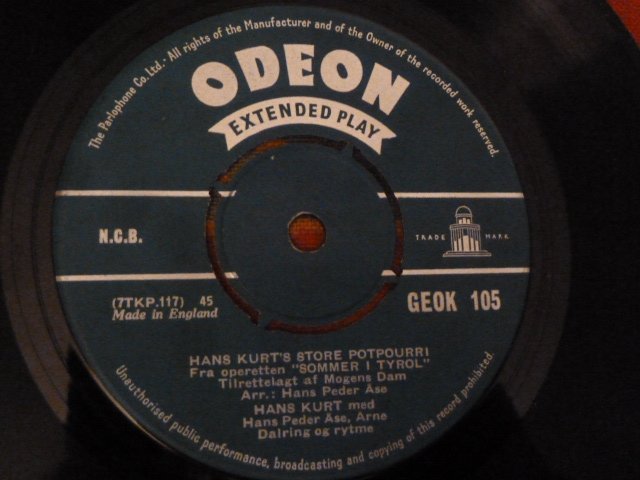 The Parlophone Co. Ltd. · All rights of the Manufacturer and of the Owner of the recorded work reserved.
ODEON
EXTENDED PLAY
N.C.B.
TRADE MARK
(7TKP.117) 45
Made in England
GEOK 105
HANS KURT'S STORE POTPOURRI
Fra operetten "SOMMER I TYROL"
Tilrettelagt af Mogens Dam
Arr.: Hans Peder Åse
HANS KURT med
Hans Peder Åse, Arne
Dalring og rytme
Unauthorised public performance, broadcasting and copying of this record prohibited.